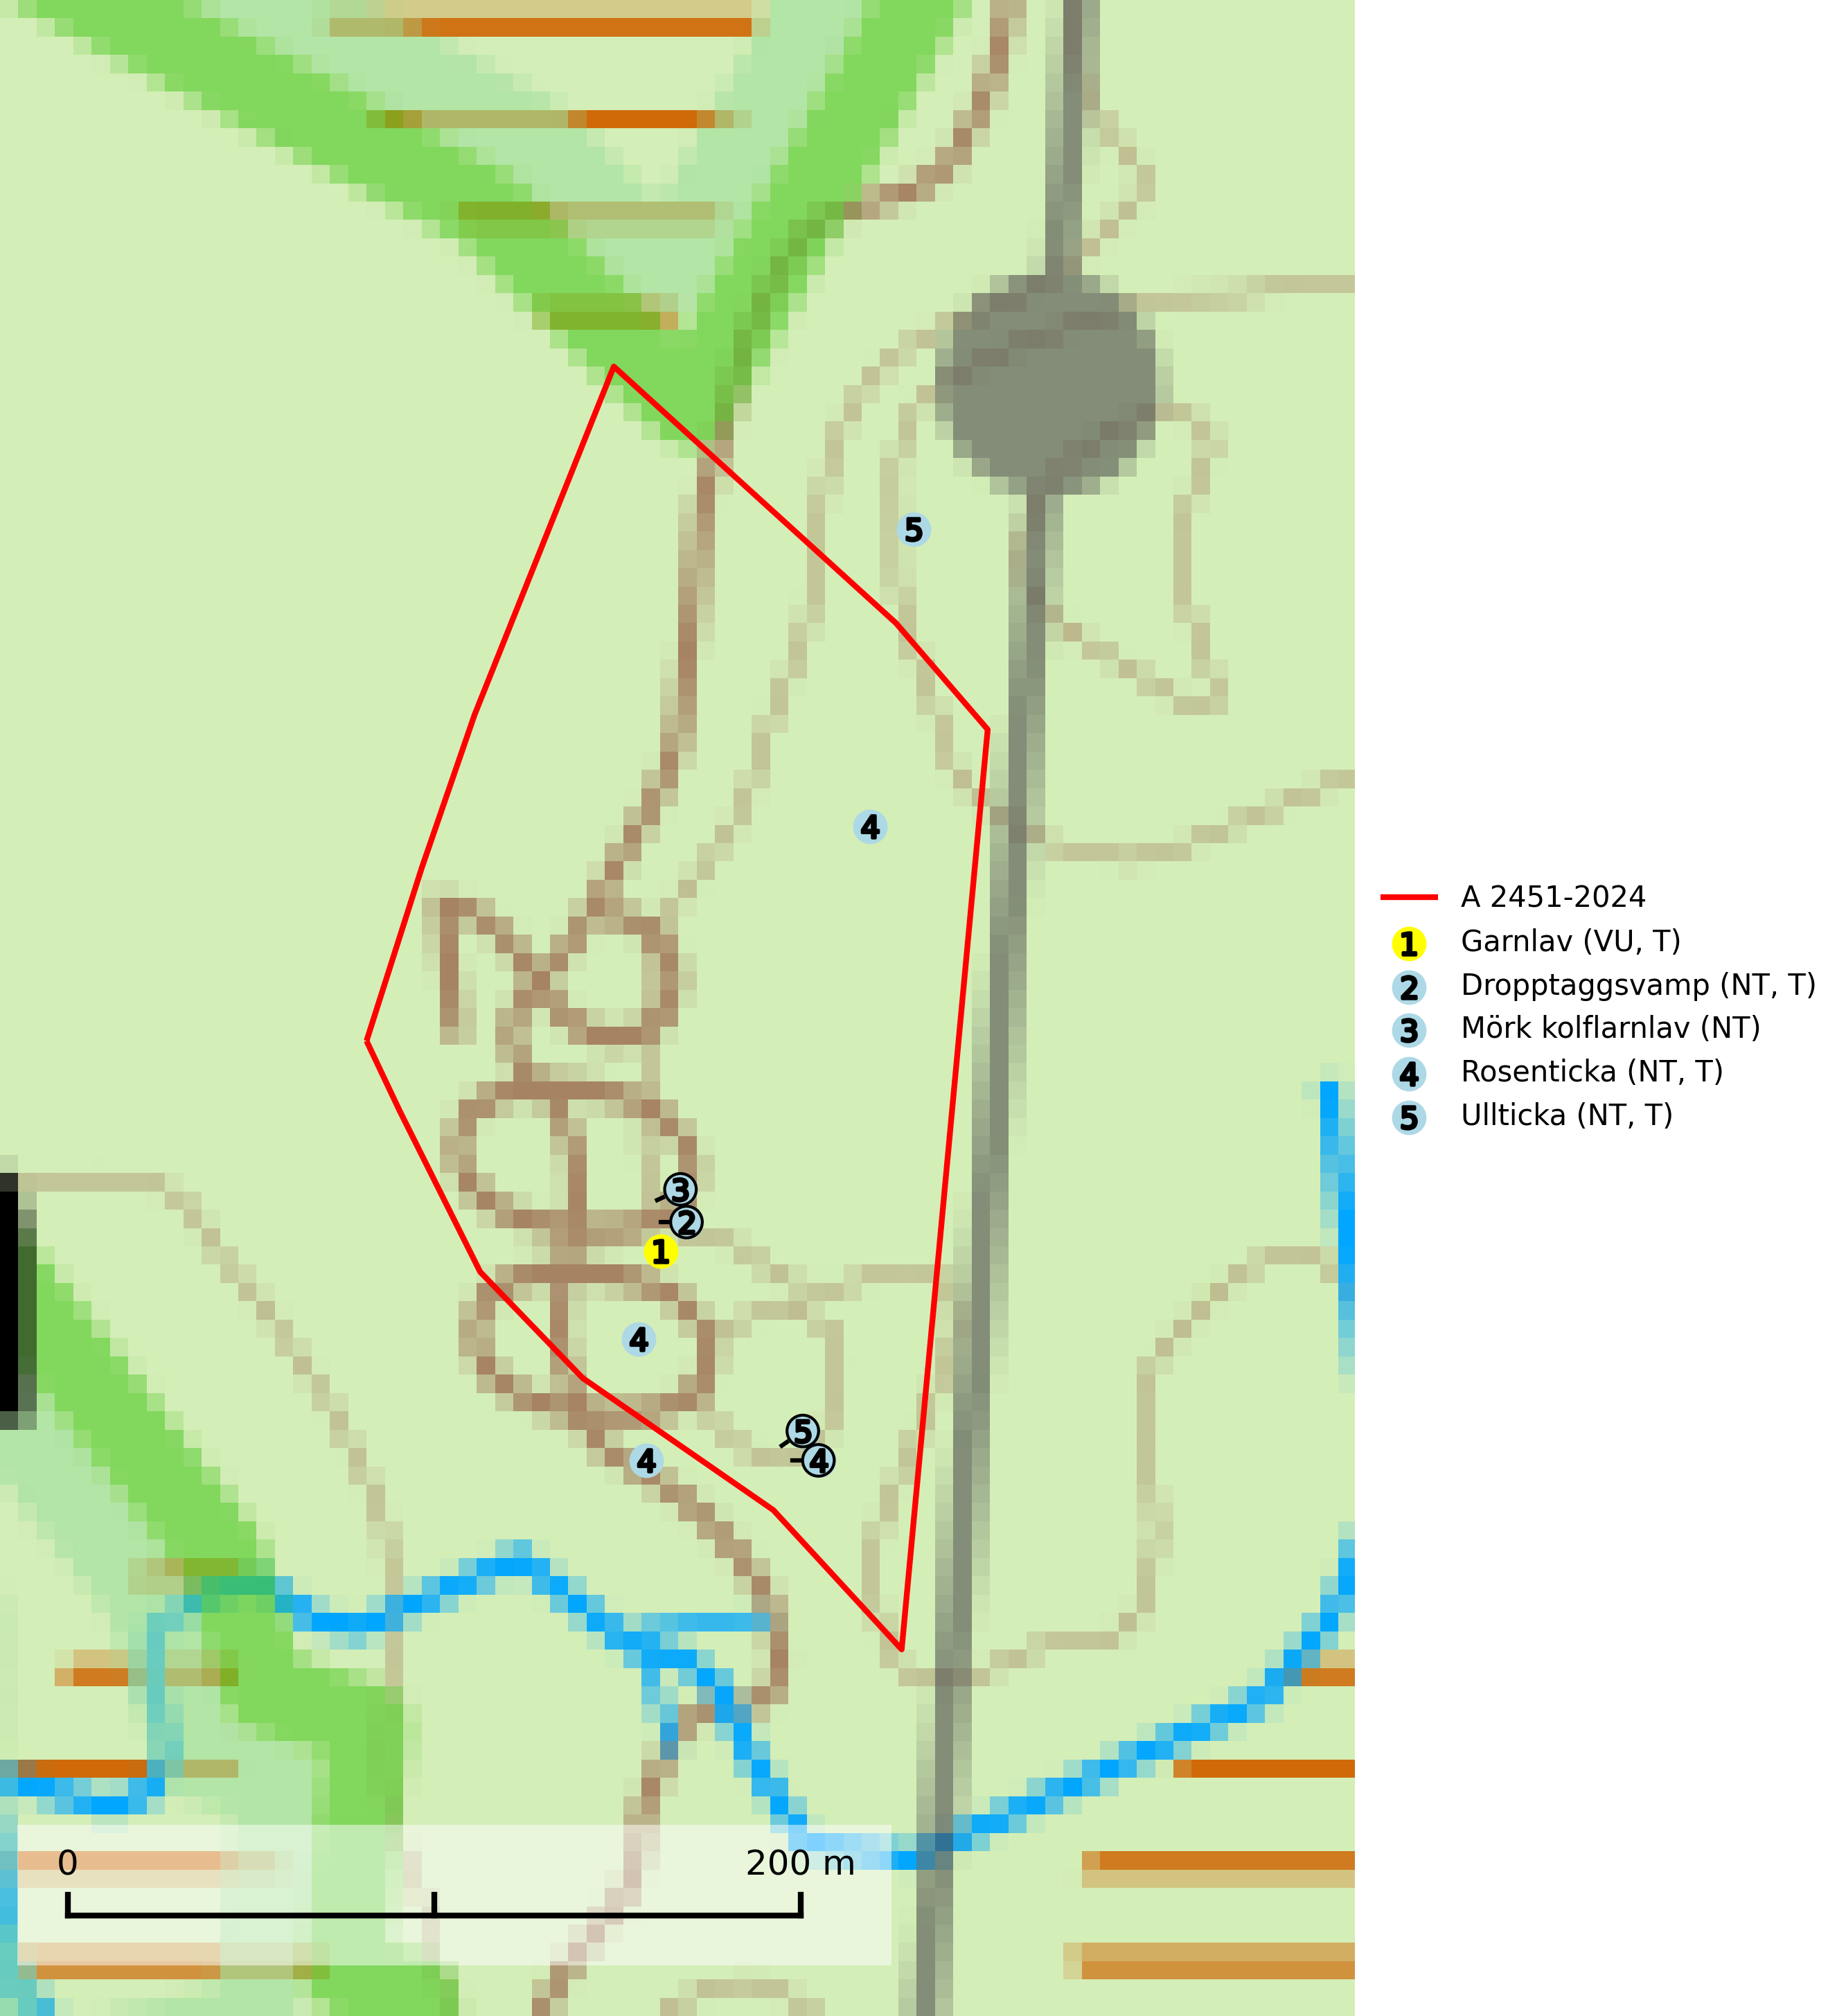 5
4
3
2
1
4
5
4
4
0
200 m
A 2451-2024
1 Garnlav (VU, T)
2 Dropptaggsvamp (NT, T)
3 Mörk kolflarnlav (NT)
4 Rosenticka (NT, T)
5 Ullticka (NT, T)